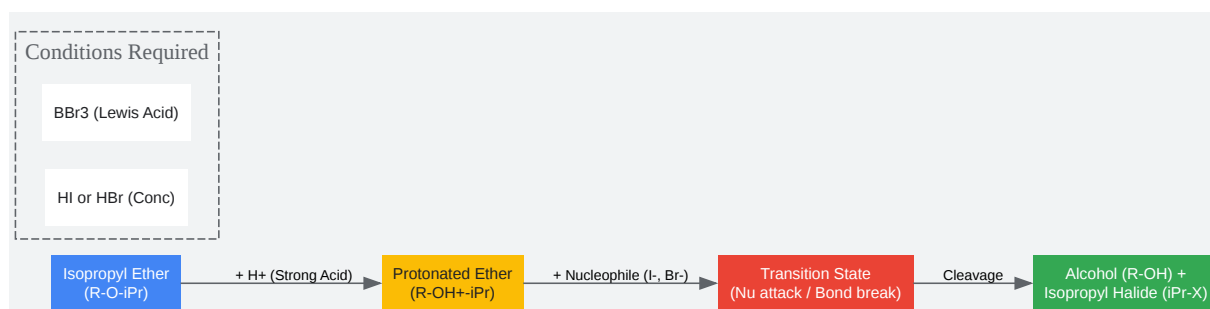 Conditions Required
BBr3 (Lewis Acid)
HI or HBr (Conc)
Isopropyl Ether
(R-O-iPr)
+ H+ (Strong Acid)
Protonated Ether
(R-OH+-iPr)
+ Nucleophile (I-, Br-)
Transition State
(Nu attack / Bond break)
Cleavage
Alcohol (R-OH) +
Isopropyl Halide (iPr-X)